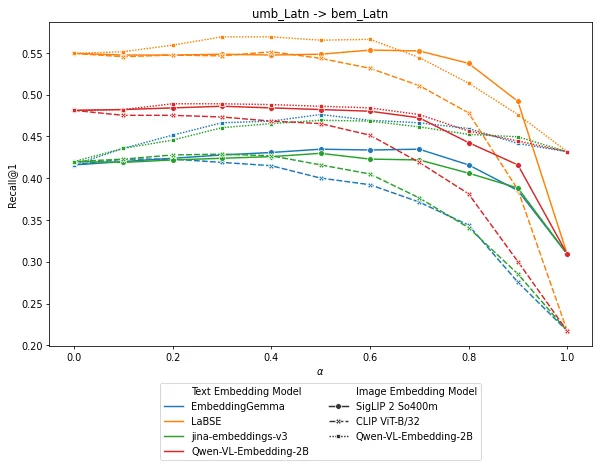 umb_Latn -> bem_Latn
Recall@1
0.55
0.50
0.45
0.40
0.35
0.30
0.25
0.20
0.0 0.2 0.4 0.6 0.8 1.0
α
Text Embedding Model
EmbeddingGemma
LaBSE
jina-embeddings-v3
Qwen-VL-Embedding-2B
Image Embedding Model
SigLIP 2 So400m
CLIP ViT-B/32
Qwen-VL-Embedding-2B